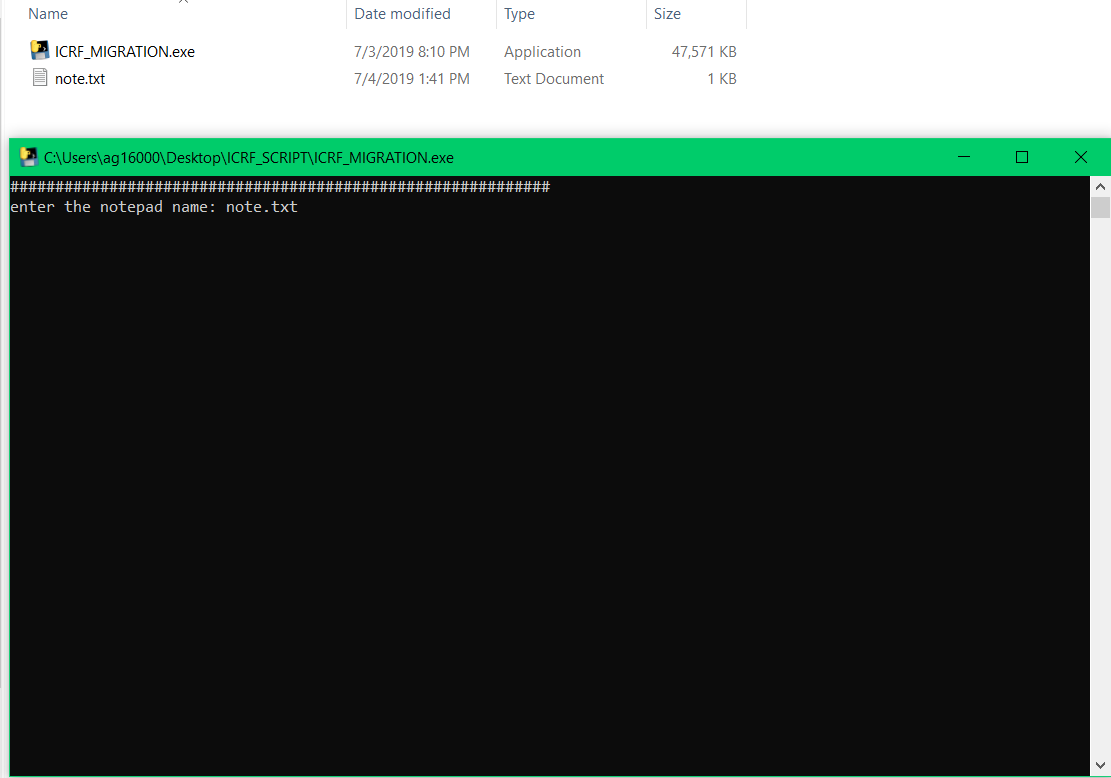 Name Date modified Type Size
ICRF_MIGRATION.exe 7/3/2019 8:10 PM Application 47,571 KB
note.txt 7/4/2019 1:41 PM Text Document 1 KB
C:\Users\ag16000\Desktop\ICRF_SCRIPT\ICRF_MIGRATION.exe
############################################################
enter the notepad name: note.txt